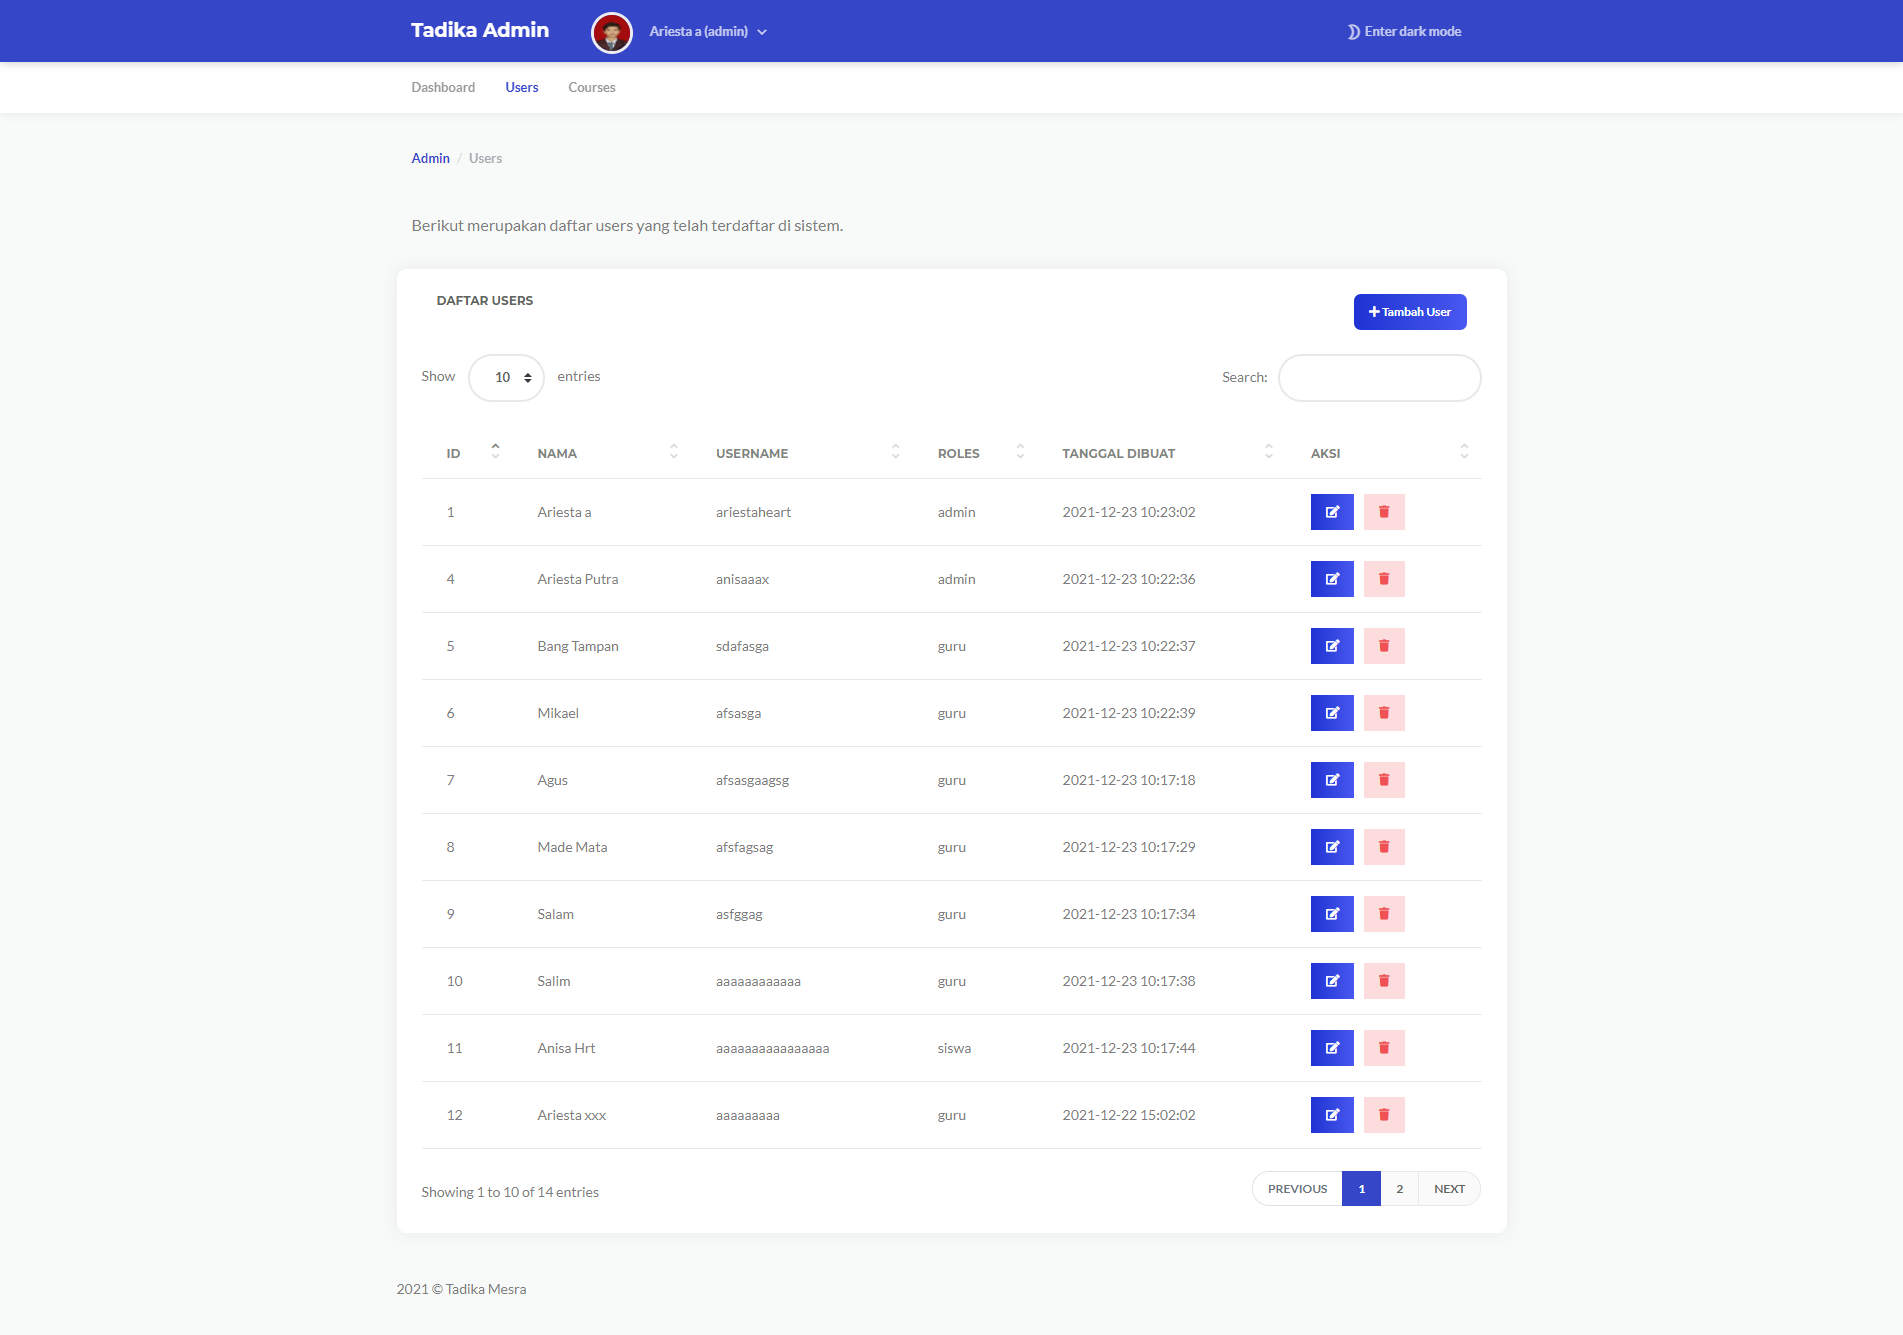 Tadika Admin
Ariesta a (admin)
Enter dark mode
Dashboard
Users
Courses
Admin / Users
Berikut merupakan daftar users yang telah terdaftar di sistem.
DAFTAR USERS
Tambah User
Show 10 entries
Search:
ID NAMA USERNAME ROLES TANGGAL DIBUAT AKSI
1 Ariesta a ariestaheart admin 2021-12-23 10:23:02
4 Ariesta Putra anisaaax admin 2021-12-23 10:22:36
5 Bang Tampan sdafasga guru 2021-12-23 10:22:37
6 Mikael afsasga guru 2021-12-23 10:22:39
7 Agus afsasgaagsg guru 2021-12-23 10:17:18
8 Made Mata afsfagsag guru 2021-12-23 10:17:29
9 Salam asfggag guru 2021-12-23 10:17:34
10 Salim aaaaaaaaaaaa guru 2021-12-23 10:17:38
11 Anisa Hrt aaaaaaaaaaaaaaaa siswa 2021-12-23 10:17:44
12 Ariesta xxx aaaaaaaaa guru 2021-12-22 15:02:02
Showing 1 to 10 of 14 entries
PREVIOUS 1 2 NEXT
2021 © Tadika Mesra